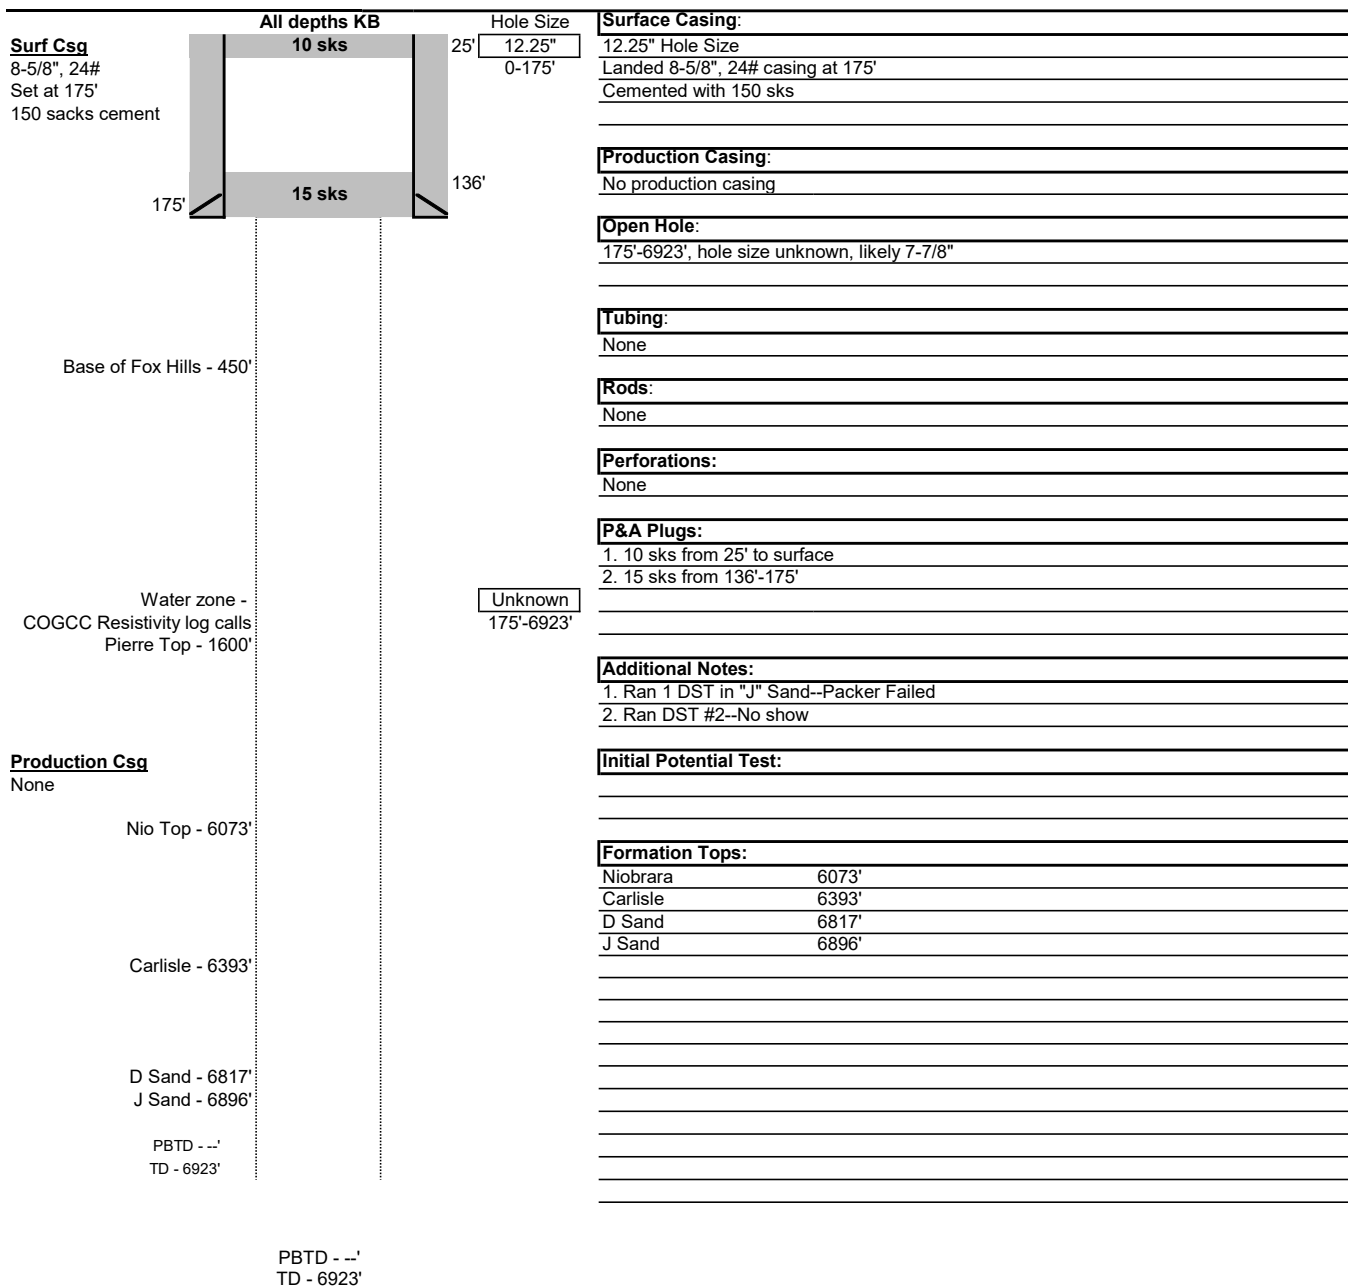 All depths KB
Hole Size
Surf Csg
8-5/8", 24#
Set at 175'
150 sacks cement
10 sks
25'
12.25"
0-175'
15 sks
136'
175'
Base of Fox Hills - 450'
Water zone -
COGCC Resistivity log calls
Pierre Top - 1600'
Unknown
175'-6923'
Production Csg
None
Nio Top - 6073'
Carlisle - 6393'
D Sand - 6817'
J Sand - 6896'
PBTD - --'
TD - 6923'
PBTD - --'
TD - 6923'
Surface Casing:
12.25" Hole Size
Landed 8-5/8", 24# casing at 175'
Cemented with 150 sks
Production Casing:
No production casing
Open Hole:
175'-6923', hole size unknown, likely 7-7/8"
Tubing:
None
Rods:
None
Perforations:
None
P&A Plugs:
1. 10 sks from 25' to surface
2. 15 sks from 136'-175'
Additional Notes:
1. Ran 1 DST in "J" Sand--Packer Failed
2. Ran DST #2--No show
Initial Potential Test:
Formation Tops:
Niobrara 6073'
Carlisle 6393'
D Sand 6817'
J Sand 6896'